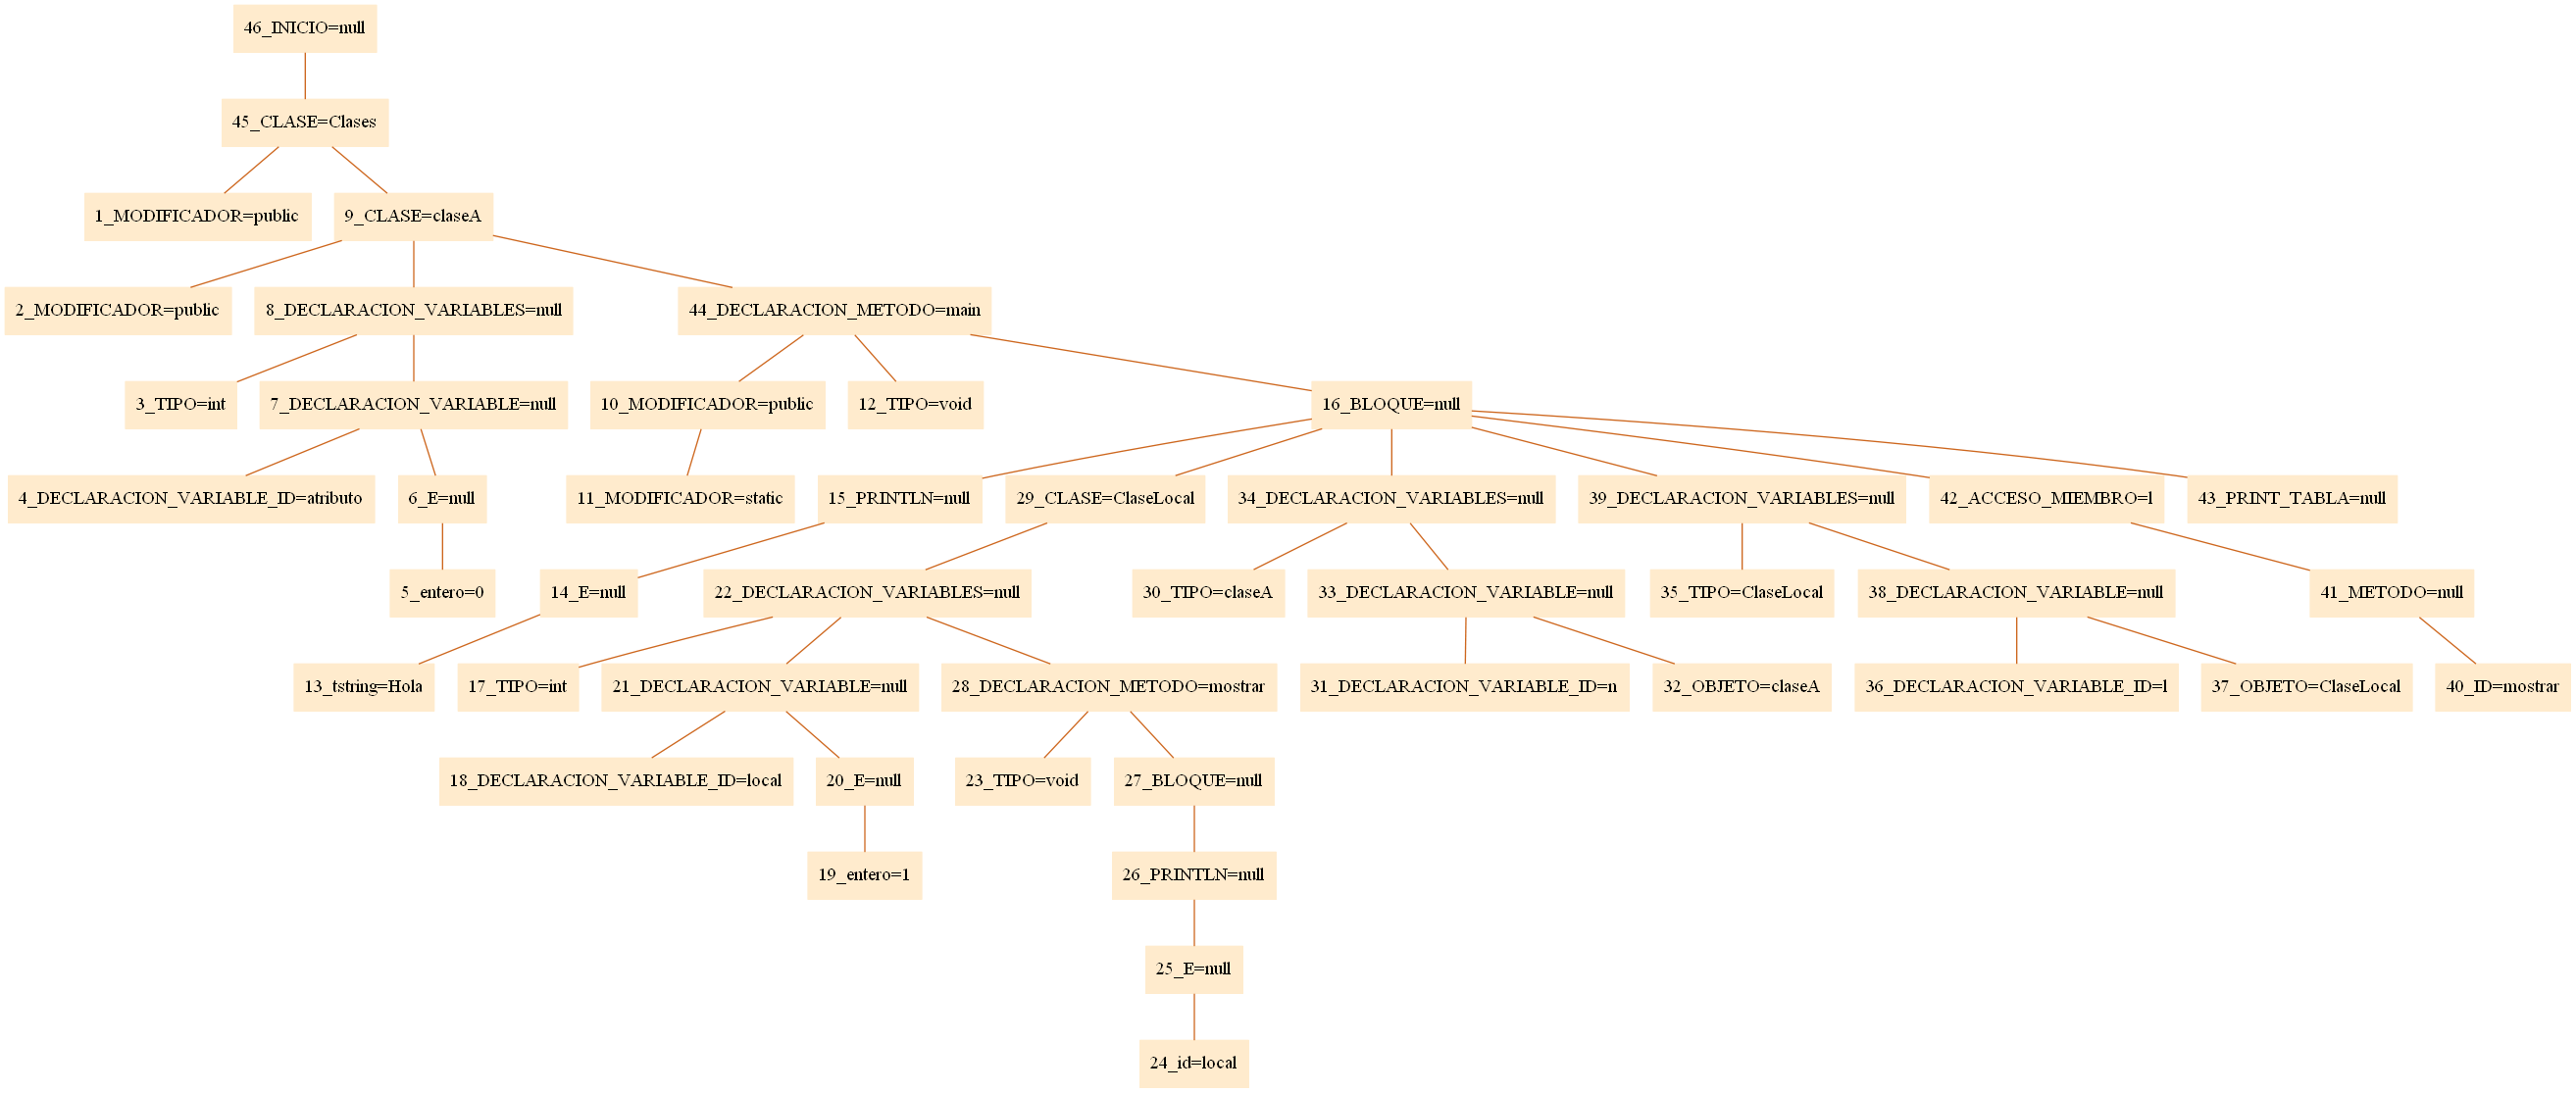 46_INICIO=null
45_CLASE=Clases
1_MODIFICADOR=public
9_CLASE=claseA
2_MODIFICADOR=public
8_DECLARACION_VARIABLES=null
44_DECLARACION_METODO=main
3_TIPO=int
7_DECLARACION_VARIABLE=null
10_MODIFICADOR=public
12_TIPO=void
16_BLOQUE=null
4_DECLARACION_VARIABLE_ID=atributo
6_E=null
11_MODIFICADOR=static
15_PRINTLN=null
29_CLASE=ClaseLocal
34_DECLARACION_VARIABLES=null
39_DECLARACION_VARIABLES=null
42_ACCESO_MIEMBRO=l
43_PRINT_TABLA=null
5_entero=0
14_E=null
22_DECLARACION_VARIABLES=null
30_TIPO=claseA
33_DECLARACION_VARIABLE=null
35_TIPO=ClaseLocal
38_DECLARACION_VARIABLE=null
41_METODO=null
13_tstring=Hola
17_TIPO=int
21_DECLARACION_VARIABLE=null
28_DECLARACION_METODO=mostrar
31_DECLARACION_VARIABLE_ID=n
32_OBJETO=claseA
36_DECLARACION_VARIABLE_ID=l
37_OBJETO=ClaseLocal
40_ID=mostrar
18_DECLARACION_VARIABLE_ID=local
20_E=null
23_TIPO=void
27_BLOQUE=null
19_entero=1
26_PRINTLN=null
25_E=null
24_id=local